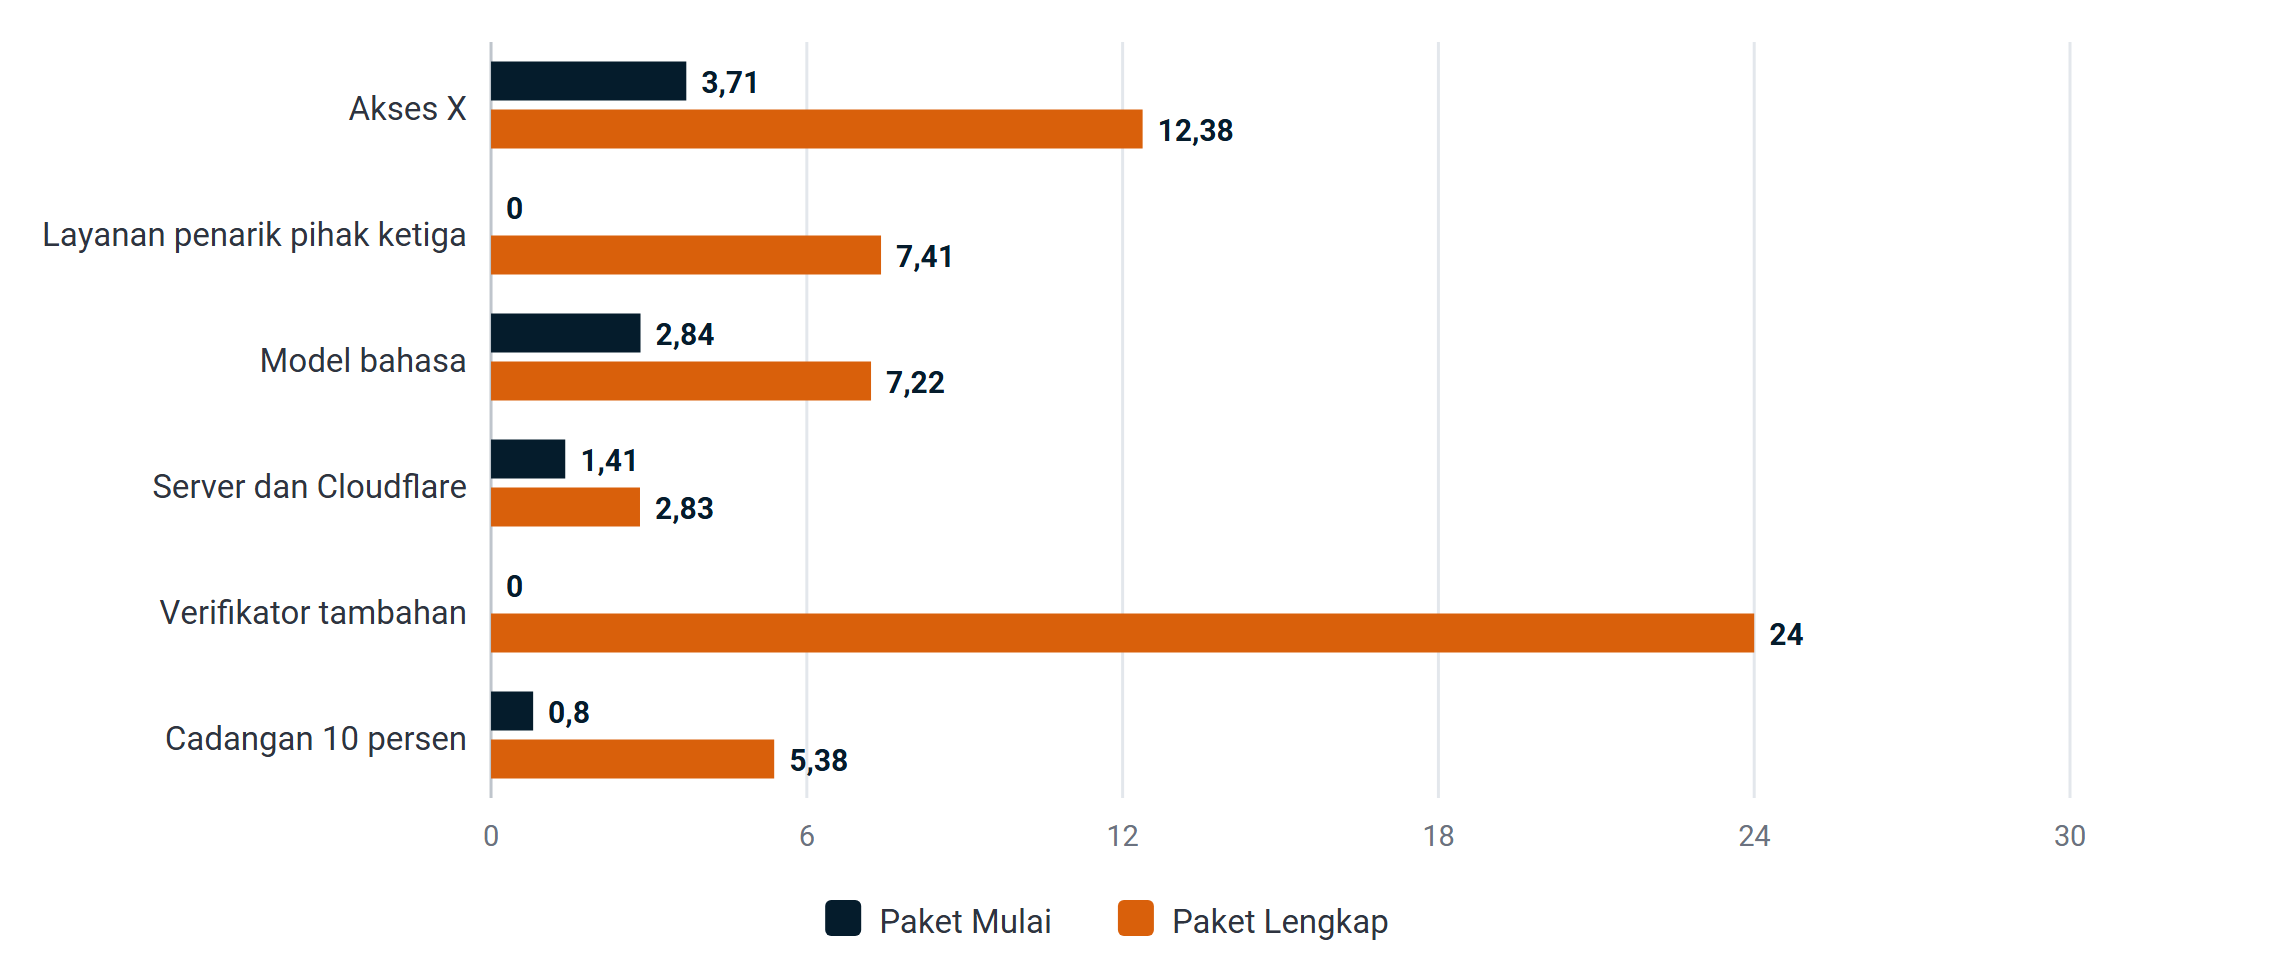 Akses X
3,71
12,38
Layanan penarik pihak ketiga
0
7,41
Model bahasa
2,84
7,22
Server dan Cloudflare
1,41
2,83
Verifikator tambahan
0
24
Cadangan 10 persen
0,8
5,38
0 6 12 18 24 30
Paket Mulai Paket Lengkap